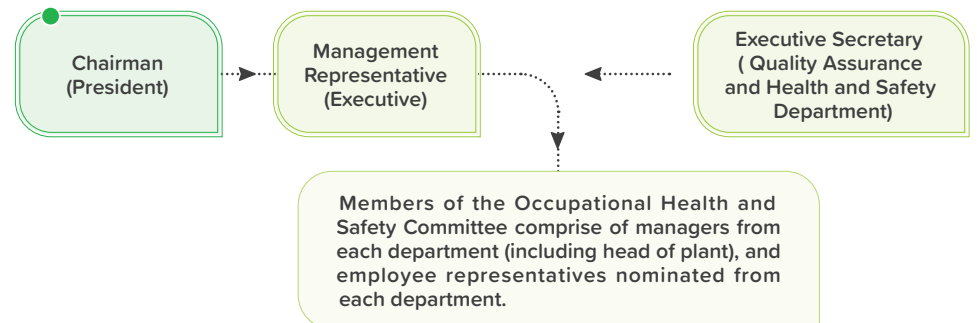 Chairman
(President)
Management
Representative
(Executive)
Executive Secretary
( Quality Assurance
and Health and Safety
Department)
Members of the Occupational Health and
Safety Committee comprise of managers from
each department (including head of plant), and
employee representatives nominated from
each department.